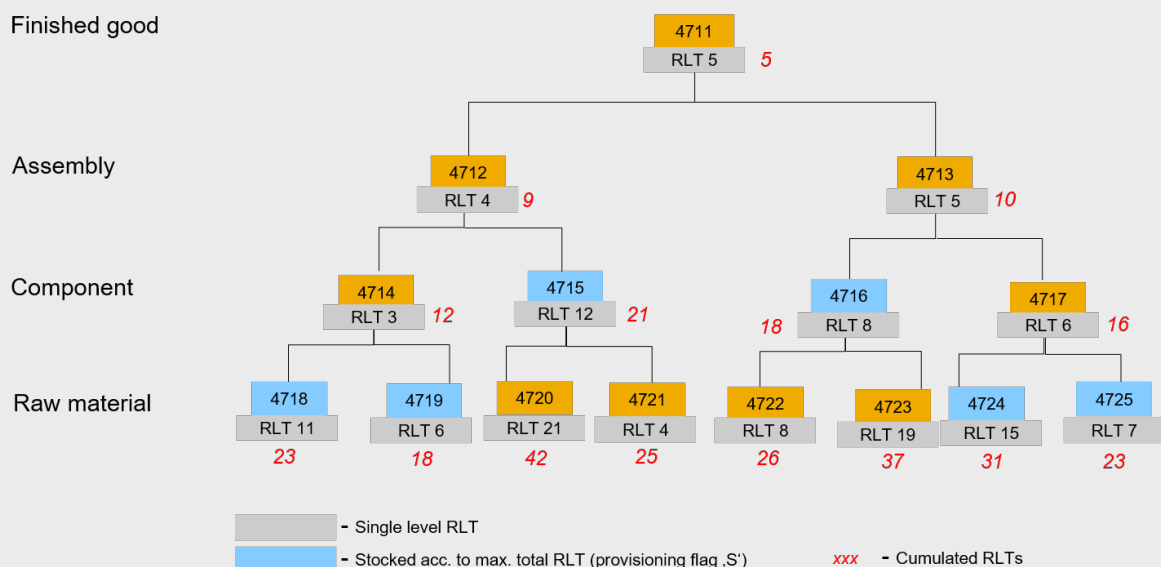 Finished good
4711
RLT 5
5
Assembly
4712
RLT 4
9
4713
RLT 5
10
Component
4714
RLT 3
12
4715
RLT 12
21
4716
RLT 8
18
4717
RLT 6
16
Raw material
4718
RLT 11
23
4719
RLT 6
18
4720
RLT 21
42
4721
RLT 4
25
4722
RLT 8
26
4723
RLT 19
37
4724
RLT 15
31
4725
RLT 7
23
- Single level RLT
- Stocked acc. to max. total RLT (provisioning flag ‚S‘)
xxx - Cumulated RLTs